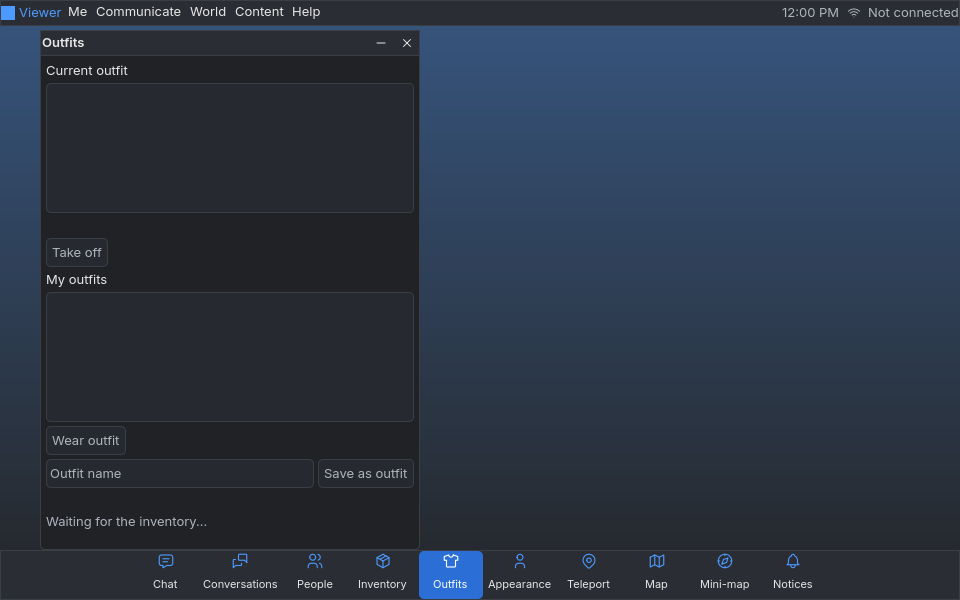 Viewer Me Communicate World Content Help 12:00 PM Not connected
Outfits
Current outfit
Take off
My outfits
Wear outfit
Outfit name Save as outfit
Waiting for the inventory...
Chat Conversations People Inventory Outfits Appearance Teleport Map Mini-map Notices